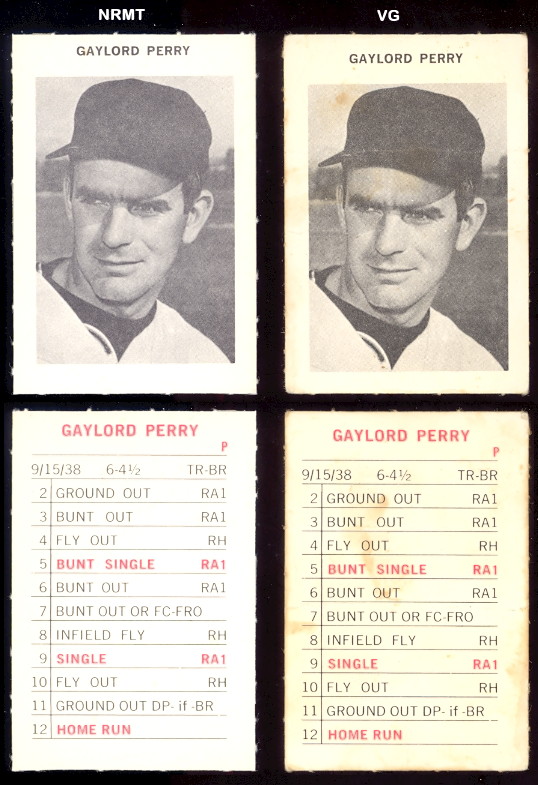 NRMT
VG
GAYLORD PERRY
GAYLORD PERRY
GAYLORD PERRY
P
9/15/38 6-4½ TR-BR
2 GROUND OUT RA1
3 BUNT OUT RA1
4 FLY OUT RH
5 BUNT SINGLE RA1
6 BUNT OUT RA1
7 BUNT OUT OR FC-FRO
8 INFIELD FLY RH
9 SINGLE RA1
10 FLY OUT RH
11 GROUND OUT DP- if -BR
12 HOME RUN
GAYLORD PERRY
P
9/15/38 6-4½ TR-BR
2 GROUND OUT RA1
3 BUNT OUT RA1
4 FLY OUT RH
5 BUNT SINGLE RA1
6 BUNT OUT RA1
7 BUNT OUT OR FC-FRO
8 INFIELD FLY RH
9 SINGLE RA1
10 FLY OUT RH
11 GROUND OUT DP- if -BR
12 HOME RUN